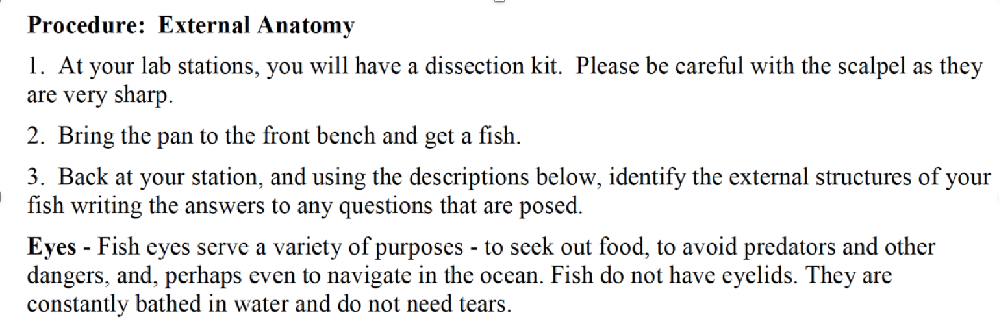 Procedure:  External Anatomy
1.  At your lab stations, you will have a dissection kit.  Please be careful with the scalpel as they
are very sharp.
2.  Bring the pan to the front bench and get a fish.
3.  Back at your station, and using the descriptions below, identify the external structures of your
fish writing the answers to any questions that are posed.
Eyes - Fish eyes serve a variety of purposes - to seek out food, to avoid predators and other
dangers, and, perhaps even to navigate in the ocean. Fish do not have eyelids. They are
constantly bathed in water and do not need tears.